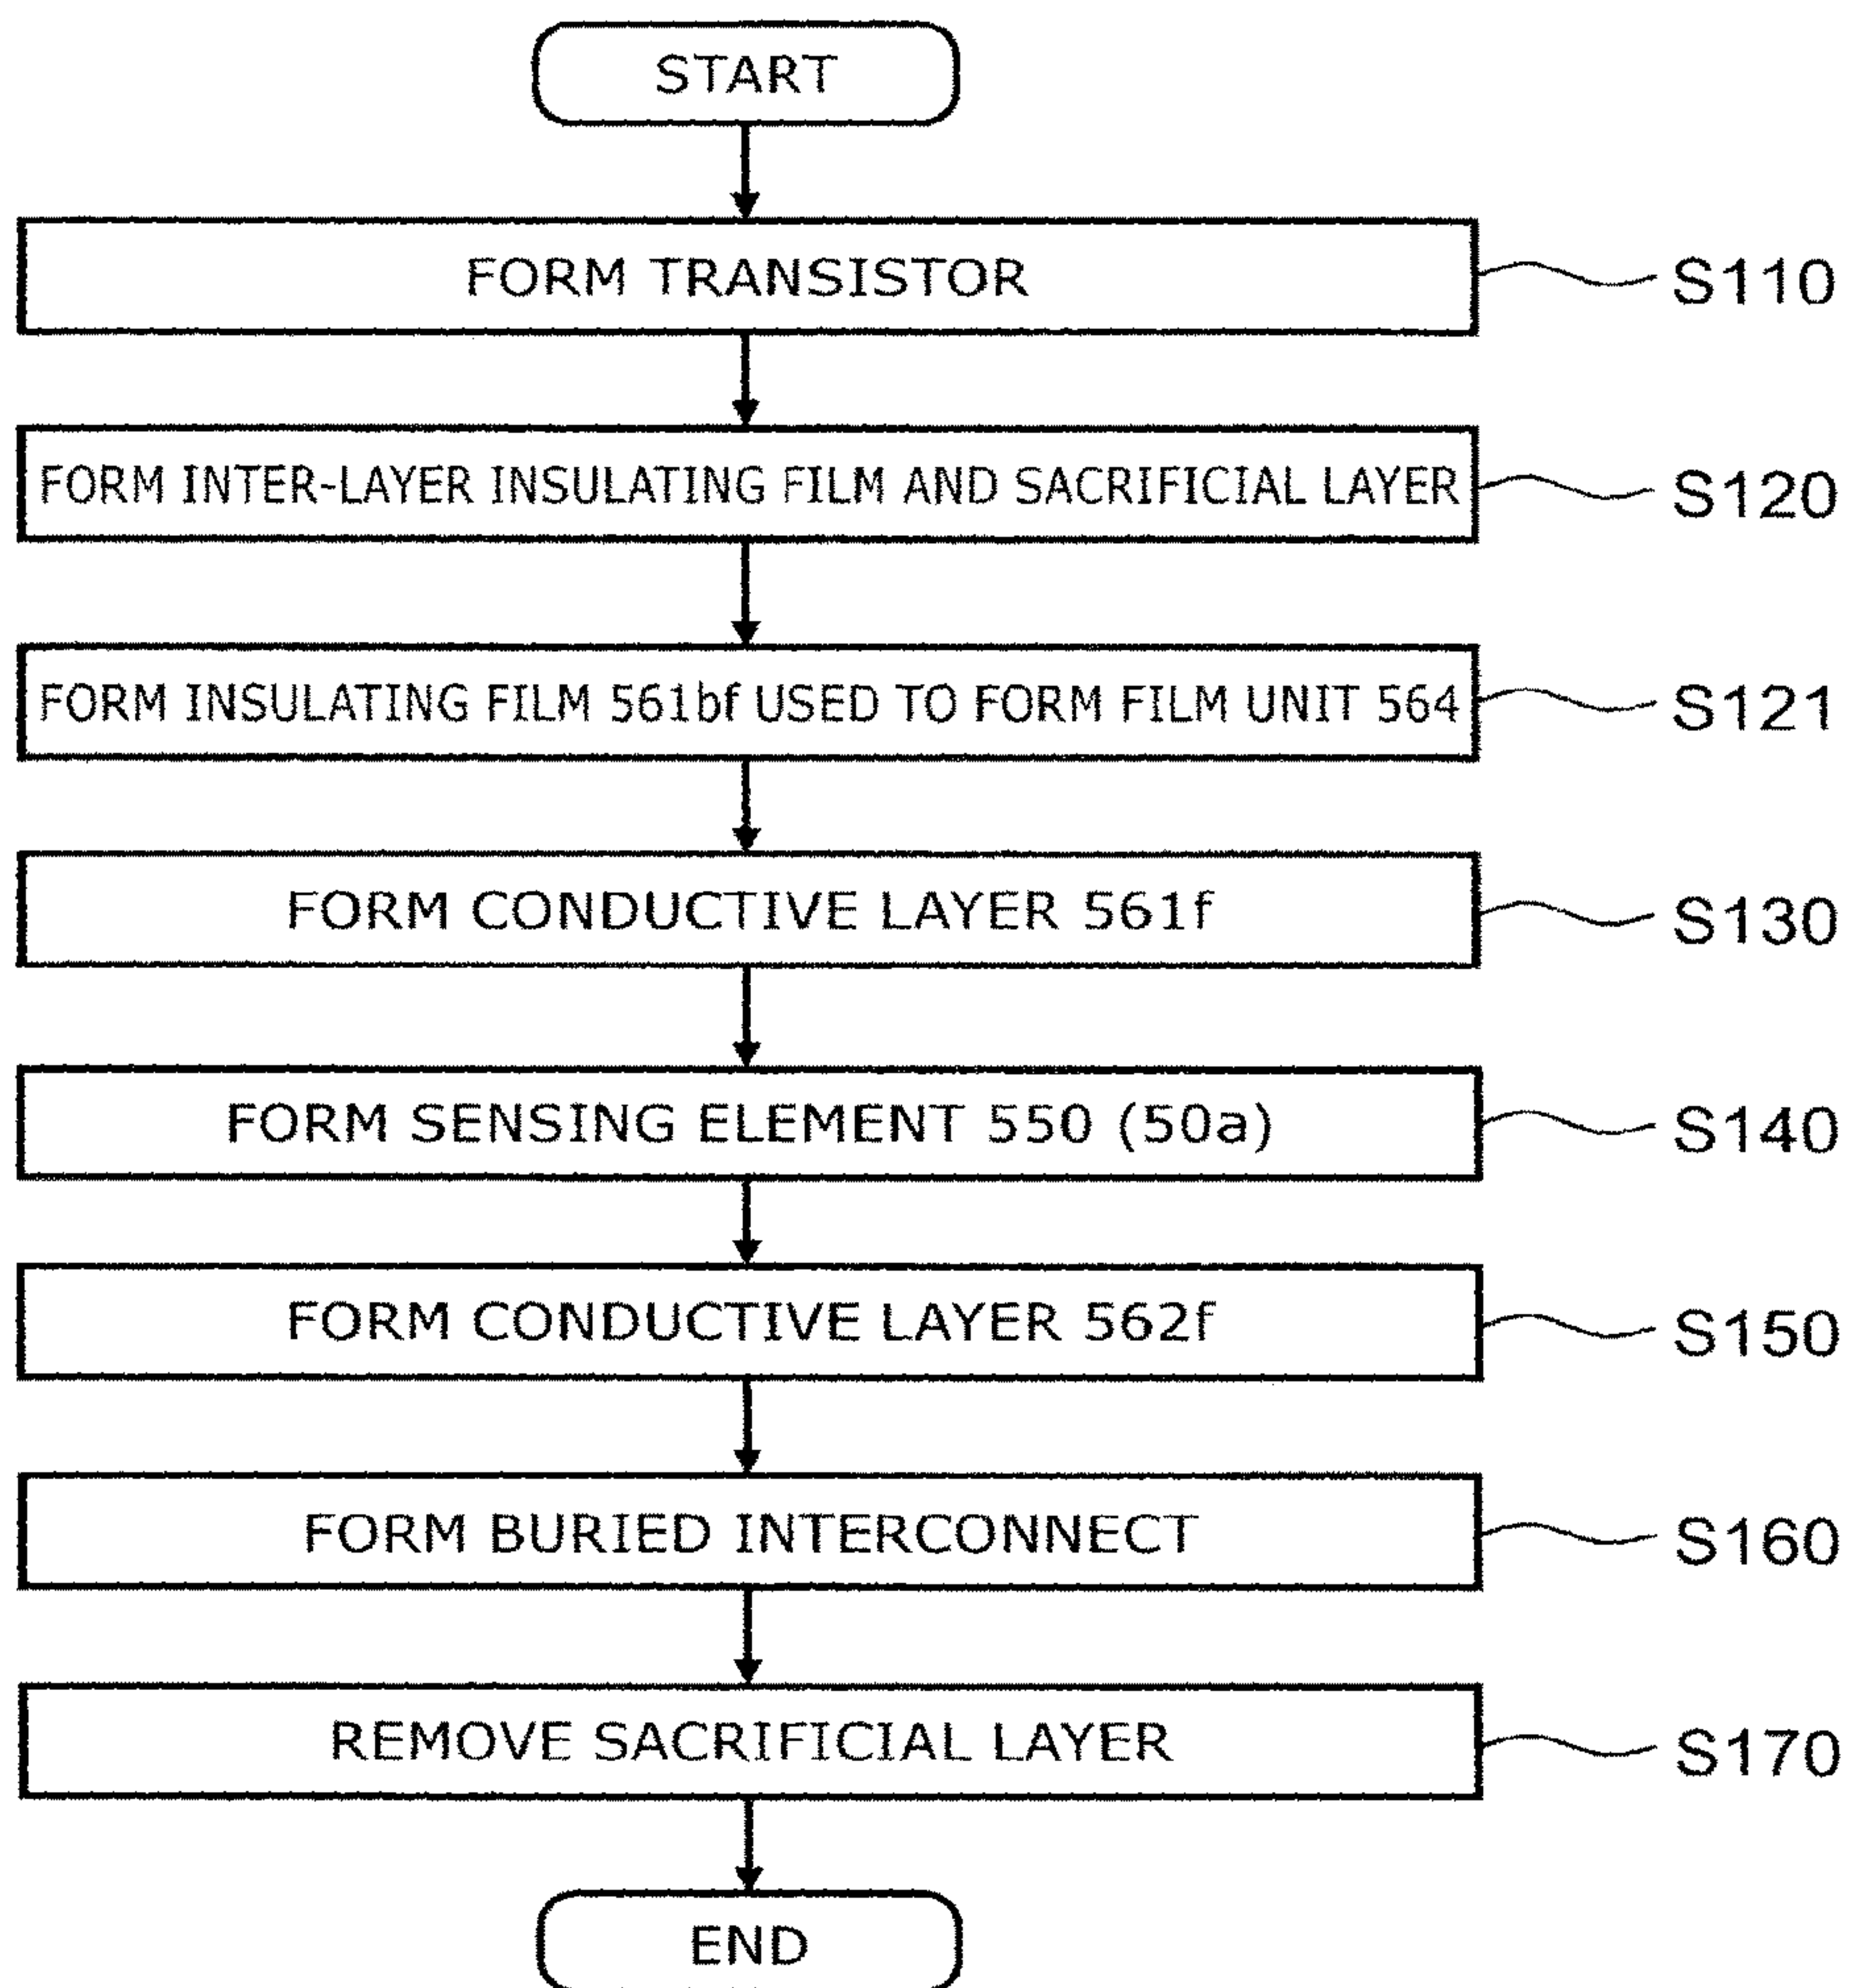 START
FORM TRANSISTOR
S110
FORM INTER-LAYER INSULATING FILM AND SACRIFICIAL LAYER
S120
FORM INSULATING FILM 561bf USED TO FORM FILM UNIT 564
S121
FORM CONDUCTIVE LAYER 561f
S130
FORM SENSING ELEMENT 550 (50a)
S140
FORM CONDUCTIVE LAYER 562f
S150
FORM BURIED INTERCONNECT
S160
REMOVE SACRIFICIAL LAYER
S170
END